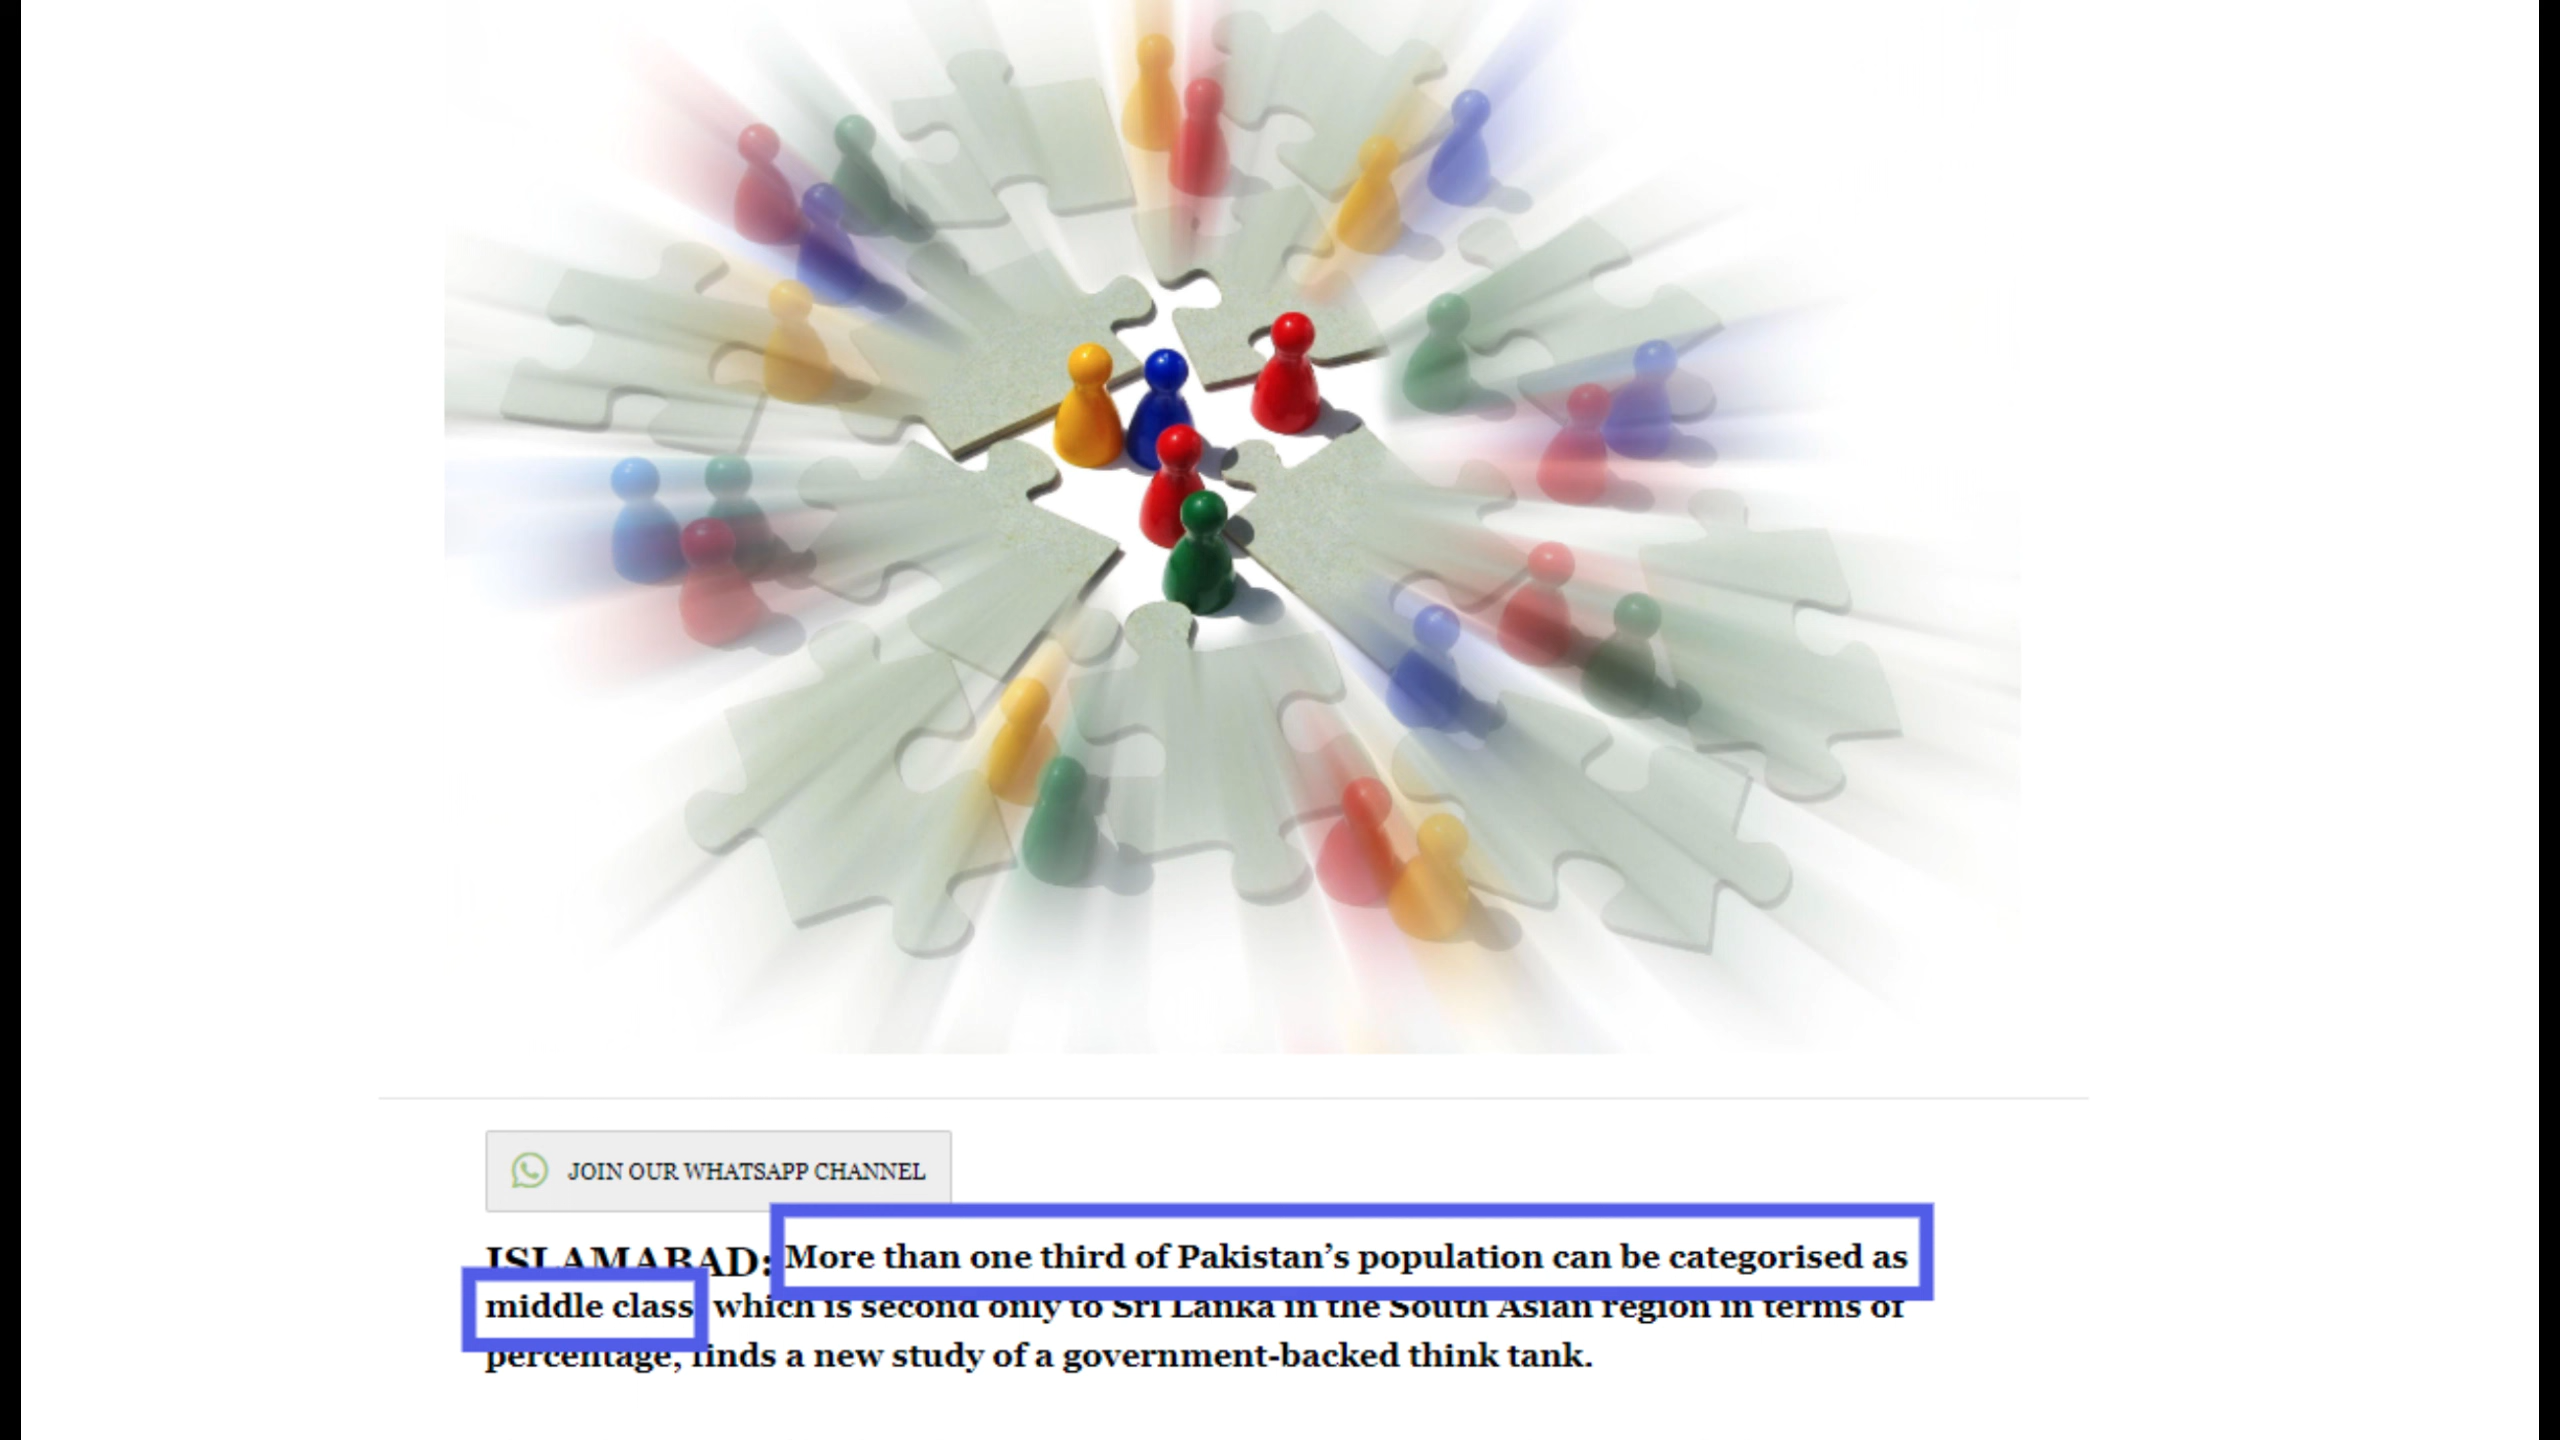 JOIN OUR WHATSAPP CHANNEL
ISLAMABAD: More than one third of Pakistan’s population can be categorised as
middle class, which is second only to Sri Lanka in the South Asian region in terms of
percentage, finds a new study of a government-backed think tank.